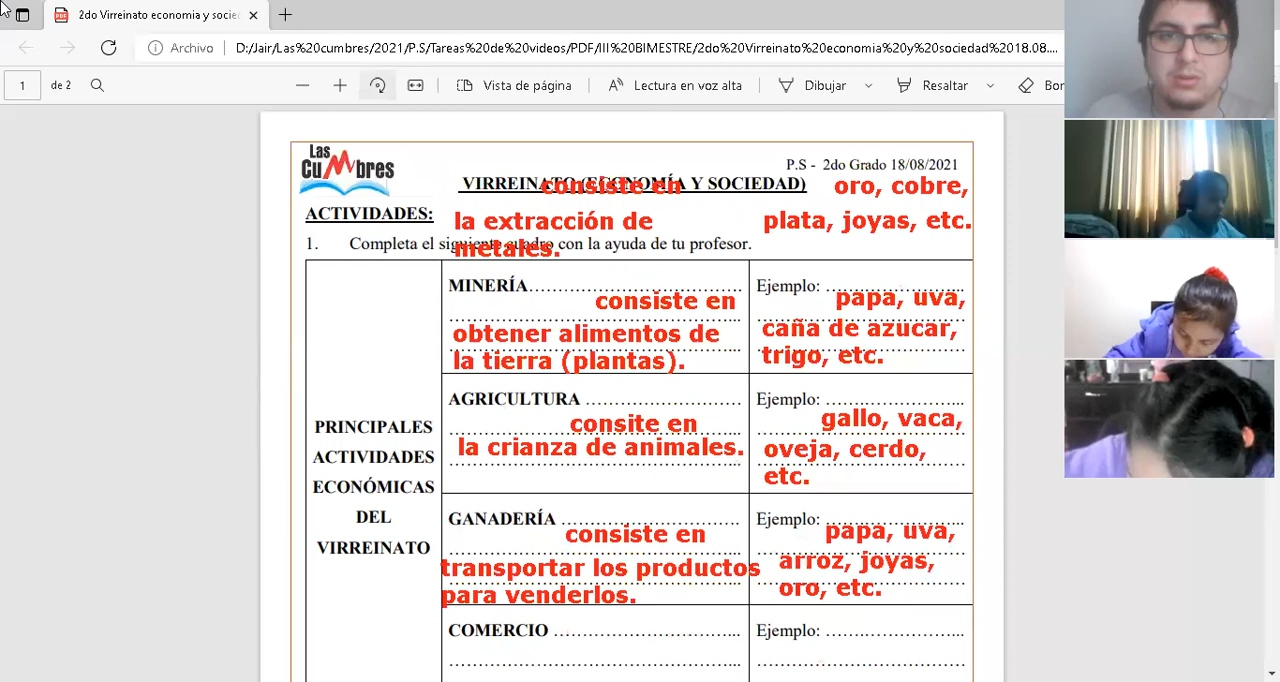 2do Virreinato economia y socie
Archivo
D:/Jair/Las%20cumbres/2021/P.S/Tareas%20de%20videos/PDF/III%20BIMESTRE/2do%20Virreinato%20economia%20y%20sociedad%2018.08....
1 de 2
Vista de página
Lectura en voz alta
Dibujar
Resaltar
Bor
Las
Cumbres
P.S - 2do Grado 18/08/2021
VIRREINATO (ECONOMÍA Y SOCIEDAD)
consiste en
oro, cobre,
ACTIVIDADES:
la extracción de
plata, joyas, etc.
1. Completa el siguiente cuadro con la ayuda de tu profesor.
metales.
PRINCIPALES
ACTIVIDADES
ECONÓMICAS
DEL
VIRREINATO
MINERÍA
Ejemplo:
consiste en
papa, uva,
obtener alimentos de
caña de azucar,
la tierra (plantas).
trigo, etc.
AGRICULTURA
Ejemplo:
consite en
gallo, vaca,
la crianza de animales.
oveja, cerdo,
etc.
GANADERÍA
Ejemplo:
consiste en
papa, uva,
transportar los productos
arroz, joyas,
para venderlos.
oro, etc.
COMERCIO
Ejemplo: